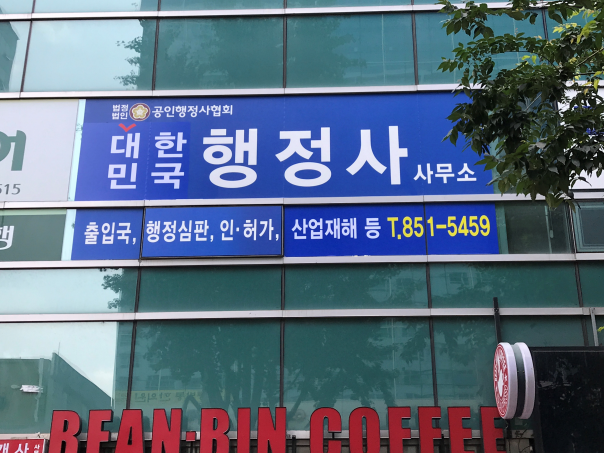 법정
법인 공인행정사협회
대한
민국 행정사 사무소
출입국, 행정심판, 인·허가, 산업재해 등 T.851-5459
515
행
BEAN·BIN COFFEE